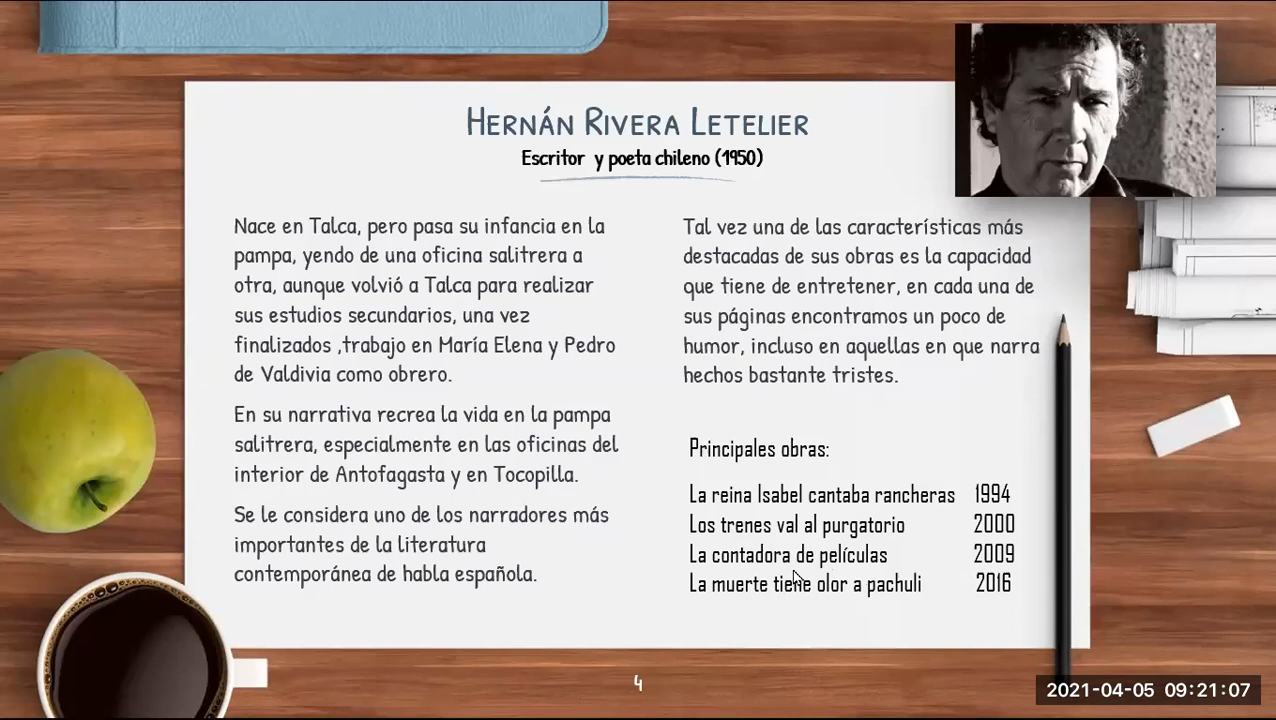 HERNÁN RIVERA LETELIER
Escritor y poeta chileno (1950)
Nace en Talca, pero pasa su infancia en la
pampa, yendo de una oficina salitrera a
otra, aunque volvió a Talca para realizar
sus estudios secundarios, una vez
finalizados ,trabajo en María Elena y Pedro
de Valdivia como obrero.
En su narrativa recrea la vida en la pampa
salitrera, especialmente en las oficinas del
interior de Antofagasta y en Tocopilla.
Se le considera uno de los narradores más
importantes de la literatura
contemporánea de habla española.
Tal vez una de las características más
destacadas de sus obras es la capacidad
que tiene de entretener, en cada una de
sus páginas encontramos un poco de
humor, incluso en aquellas en que narra
hechos bastante tristes.
Principales obras:
La reina Isabel cantaba rancheras 1994
Los trenes val al purgatorio 2000
La contadora de películas 2009
La muerte tiene olor a pachuli 2016
4
2021-04-05 09:21:07